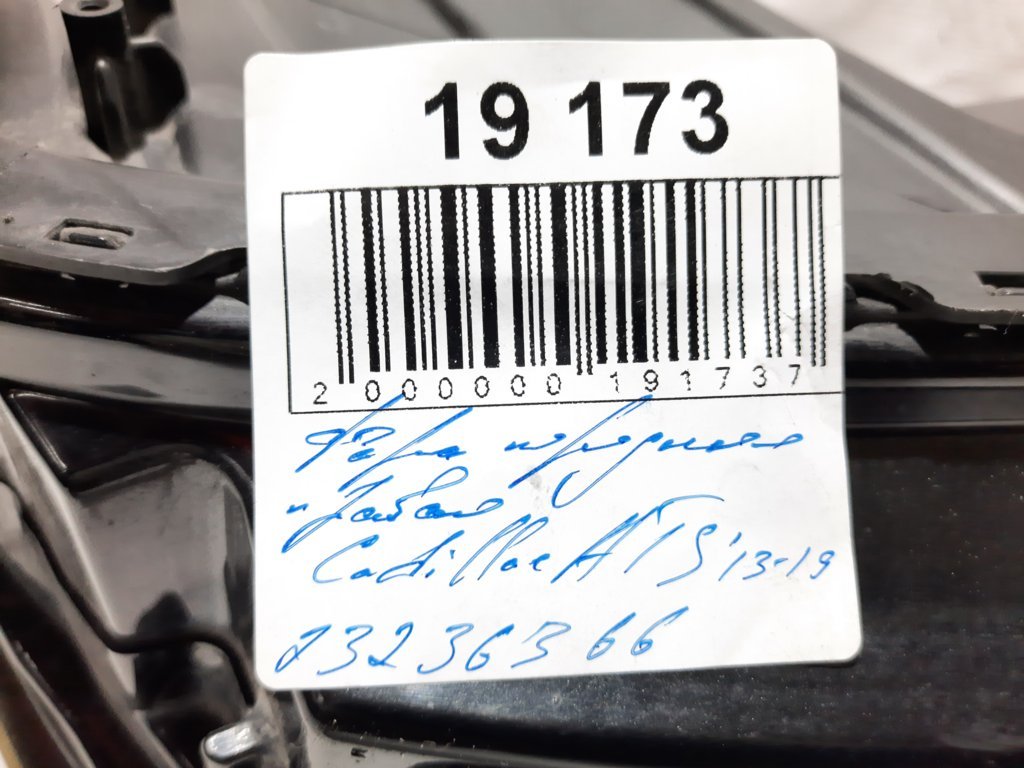 19 173
2 000000 191737
Фара передняя
правая
Cadillac ATS '13-19
23236366